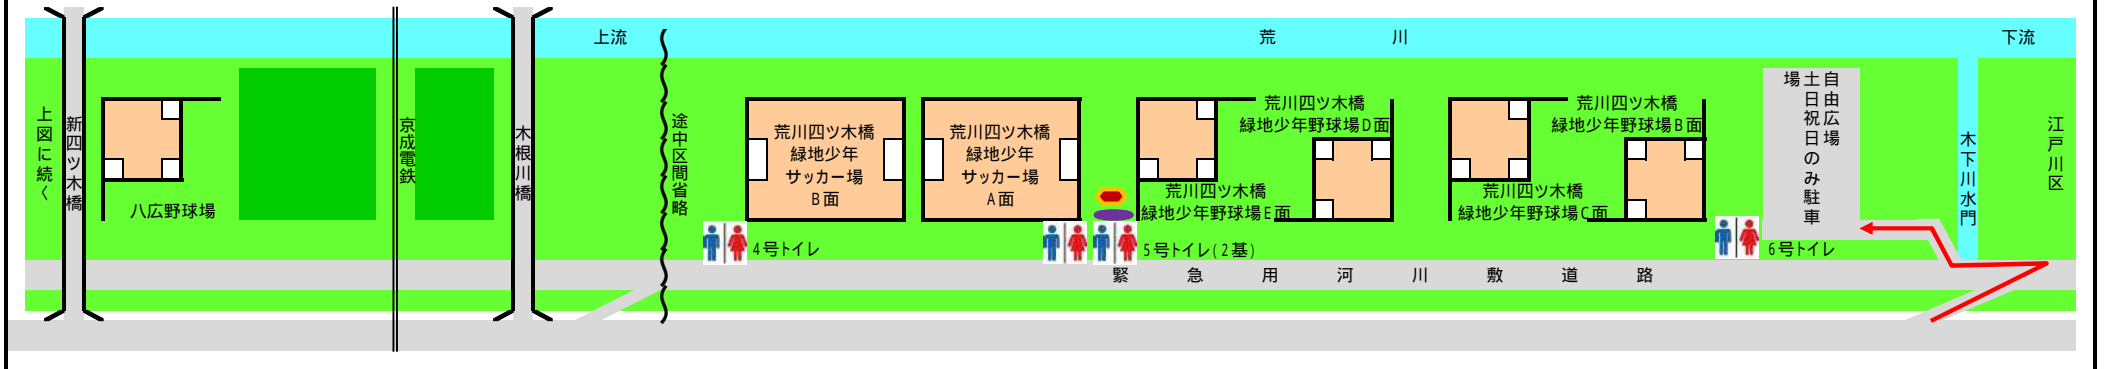 上流
荒川
下流
上図に続く
新四ツ木橋
八広野球場
京成電鉄
木根川橋
途中区間省略
荒川四ツ木橋
緑地少年
サッカー場
B面
荒川四ツ木橋
緑地少年
サッカー場
A面
荒川四ツ木橋
緑地少年野球場D面
荒川四ツ木橋
緑地少年野球場E面
荒川四ツ木橋
緑地少年野球場B面
荒川四ツ木橋
緑地少年野球場C面
自由広場
土日祝日のみ駐車
場
木下川水門
江戸川区
4号トイレ
5号トイレ(2基)
6号トイレ
緊急用河川敷道路